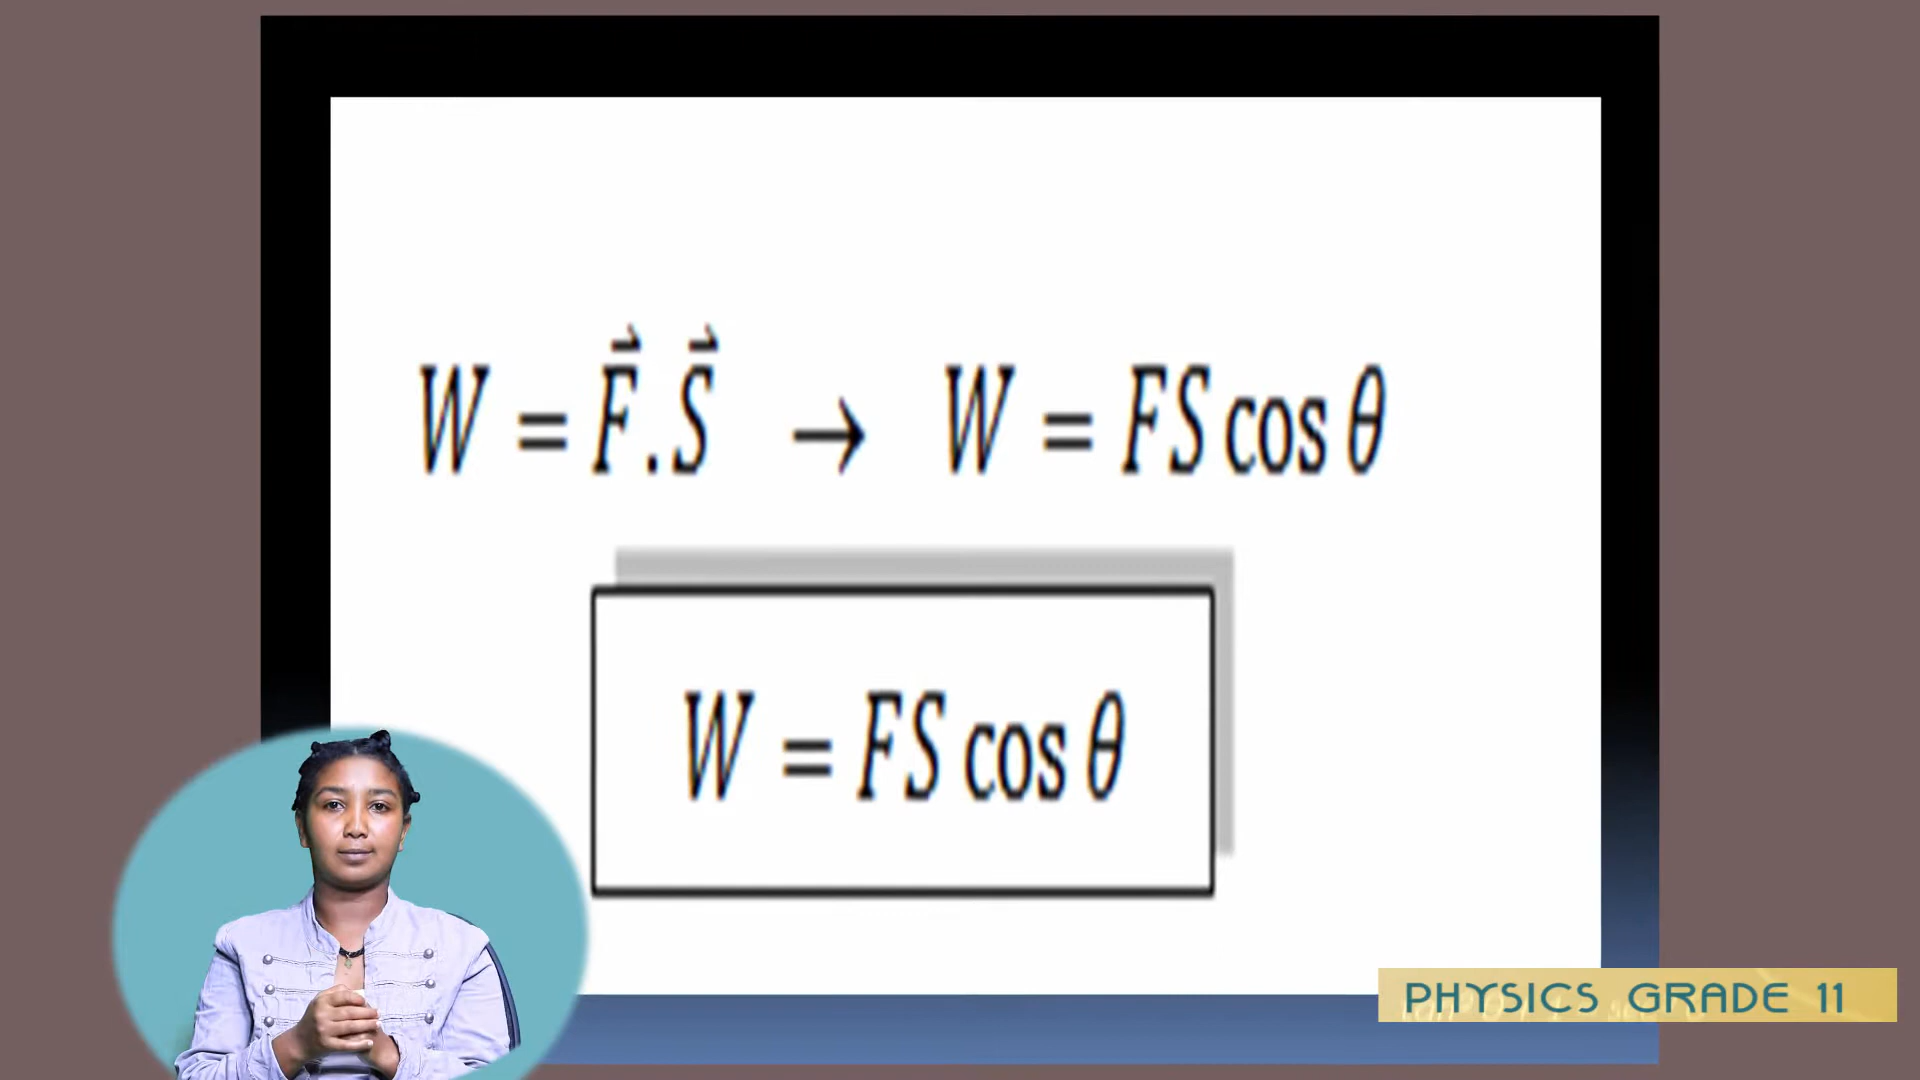 W = F⃗ . S⃗ → W = FS cos θ
W = FS cos θ
PHYSICS GRADE 11